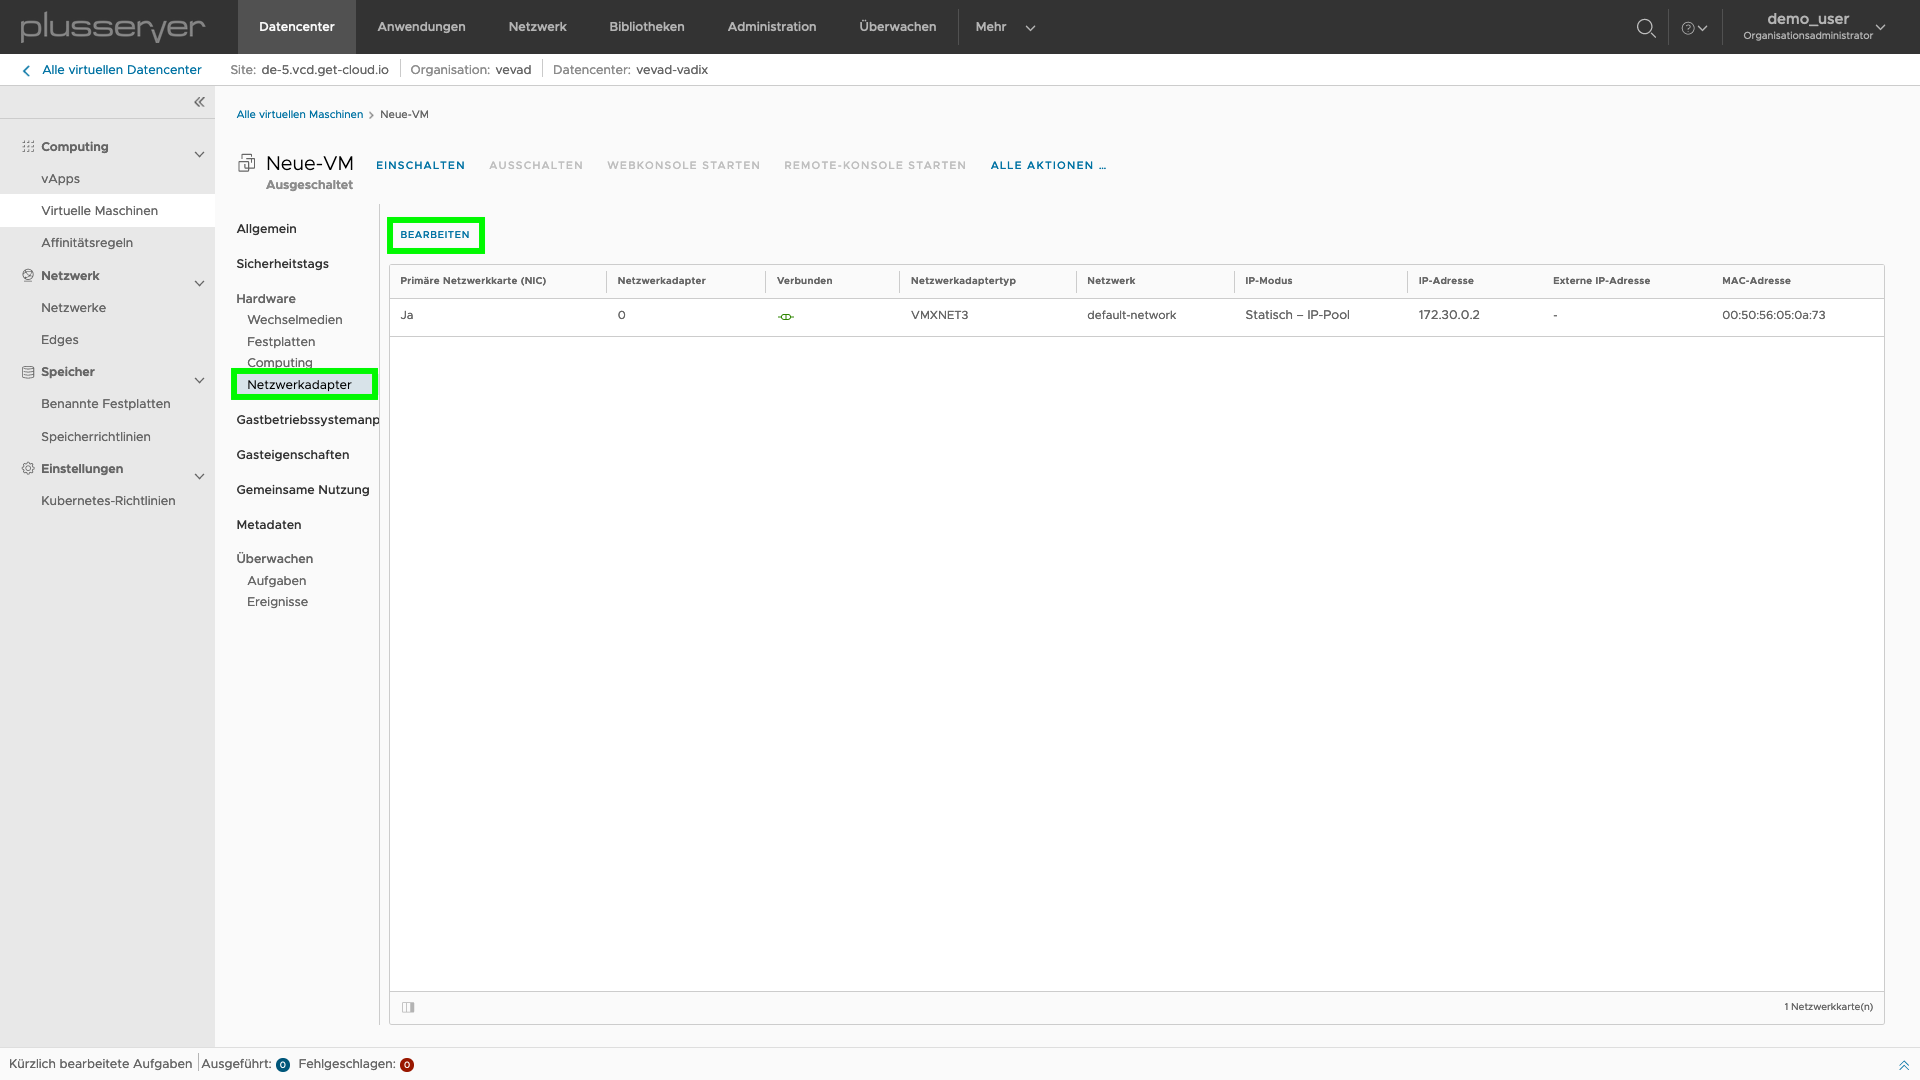 plusserver
Datencenter Anwendungen Netzwerk Bibliotheken Administration Überwachen Mehr
demo_user
Organisationsadministrator
Alle virtuellen Datencenter Site: de-5.vcd.get-cloud.io Organisation: vevad Datencenter: vevad-vadix
Computing
vApps
Virtuelle Maschinen
Affinitätsregeln
Netzwerk
Netzwerke
Edges
Speicher
Benannte Festplatten
Speicherrichtlinien
Einstellungen
Kubernetes-Richtlinien
Alle virtuellen Maschinen > Neue-VM
Neue-VM EINSCHALTEN AUSSCHALTEN WEBKONSOLE STARTEN REMOTE-KONSOLE STARTEN ALLE AKTIONEN ...
Ausgeschaltet
Allgemein
Sicherheitstags
Hardware
Wechselmedien
Festplatten
Computing
Netzwerkadapter
Gastbetriebssystemanp
Gasteigenschaften
Gemeinsame Nutzung
Metadaten
Überwachen
Aufgaben
Ereignisse
BEARBEITEN
Primäre Netzwerkkarte (NIC) Netzwerkadapter Verbunden Netzwerkadaptertyp Netzwerk IP-Modus IP-Adresse Externe IP-Adresse MAC-Adresse
Ja 0 VMXNET3 default-network Statisch – IP-Pool 172.30.0.2 - 00:50:56:05:0a:73
1 Netzwerkkarte(n)
Kürzlich bearbeitete Aufgaben Ausgeführt: 0 Fehlgeschlagen: 0